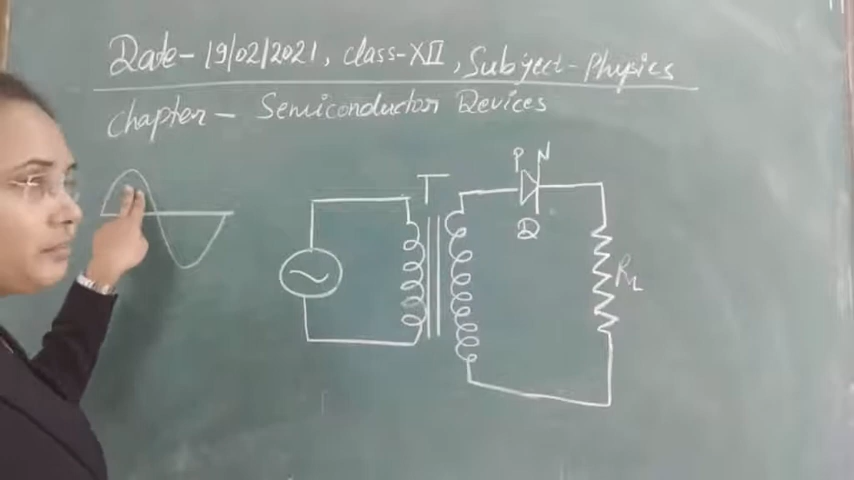 Date - 19/02/2021, class-XII, Subject - Physics
chapter - Semiconductor Devices
P N
T
D
RL